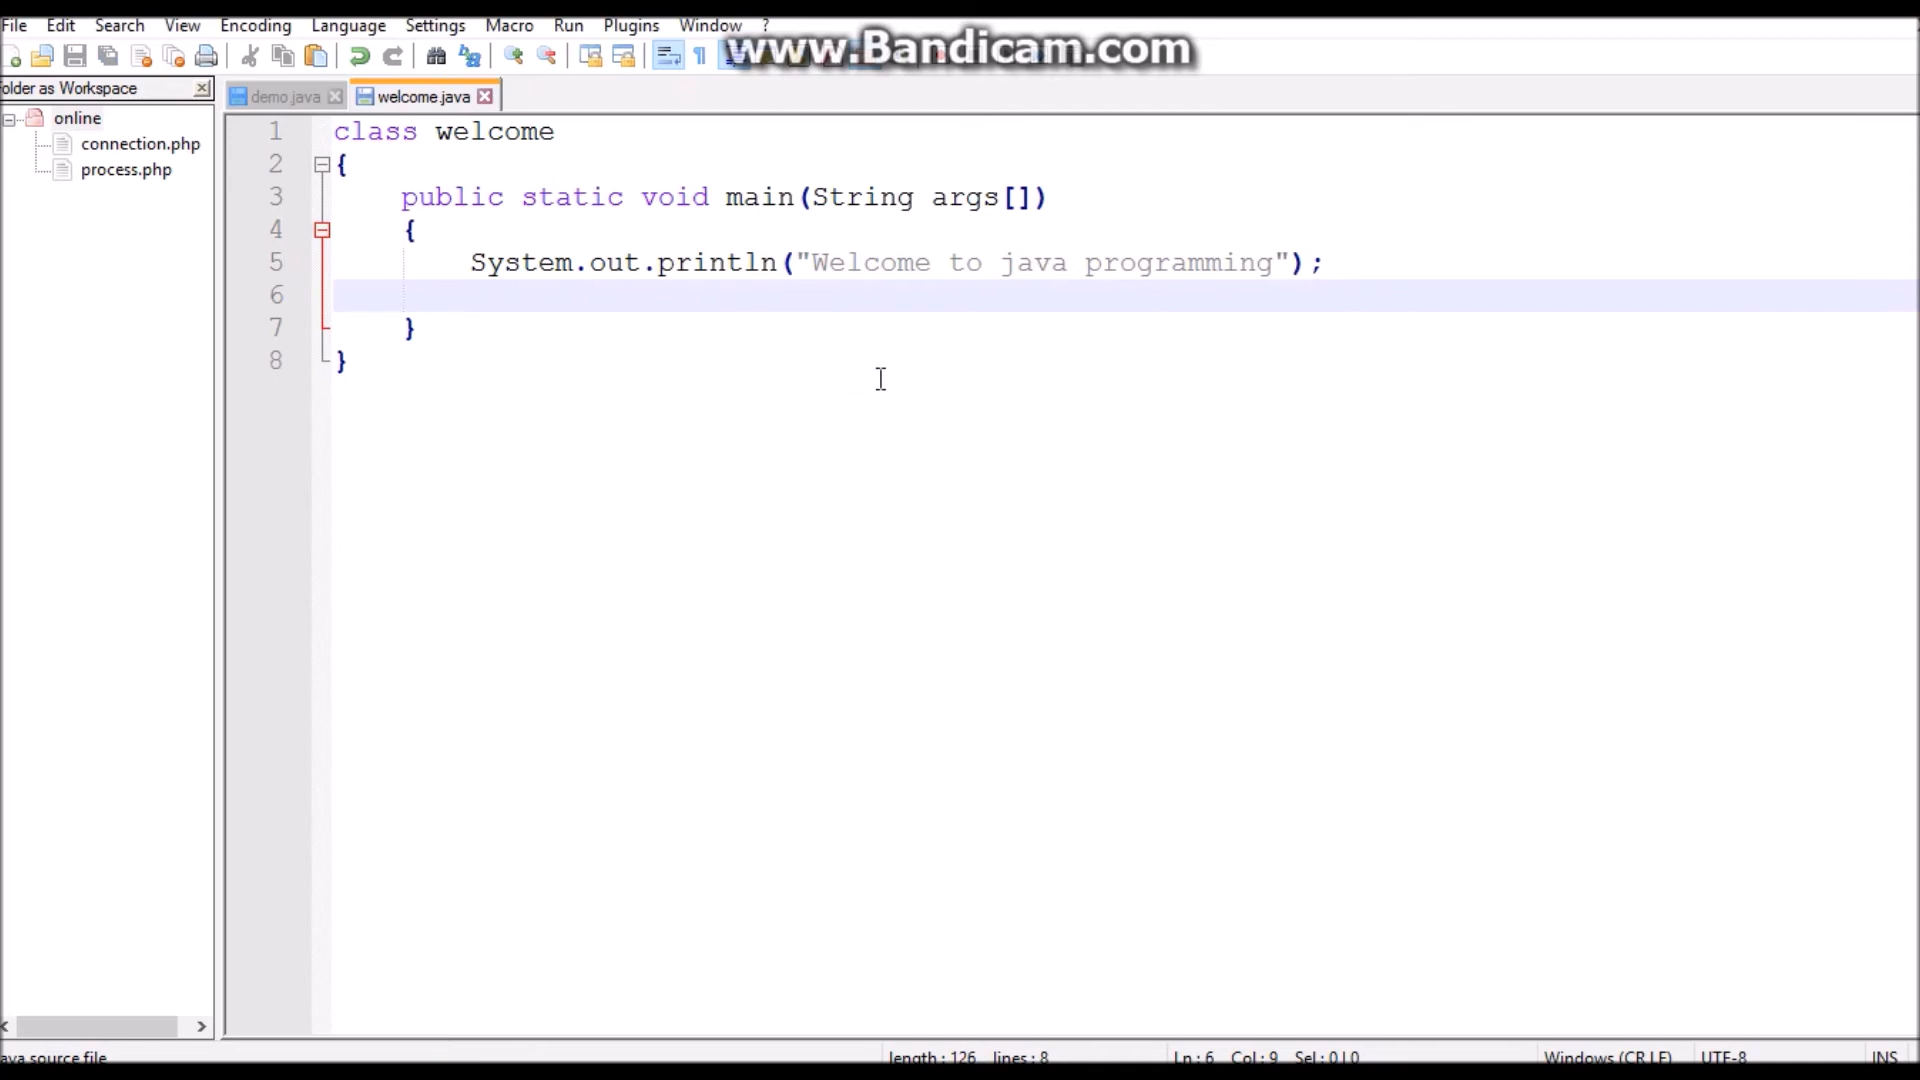 File Edit Search View Encoding Language Settings Macro Run Plugins Window ?
www.Bandicam.com
older as Workspace
demo.java welcome.java
online
connection.php
process.php
1 class welcome
2 {
3 public static void main(String args[])
4 {
5 System.out.println("Welcome to java programming");
6
7 }
8 }
ava source file length : 126 lines : 8 Ln : 6 Col : 9 Sel : 0 | 0 Windows (CR LF) UTF-8 INS